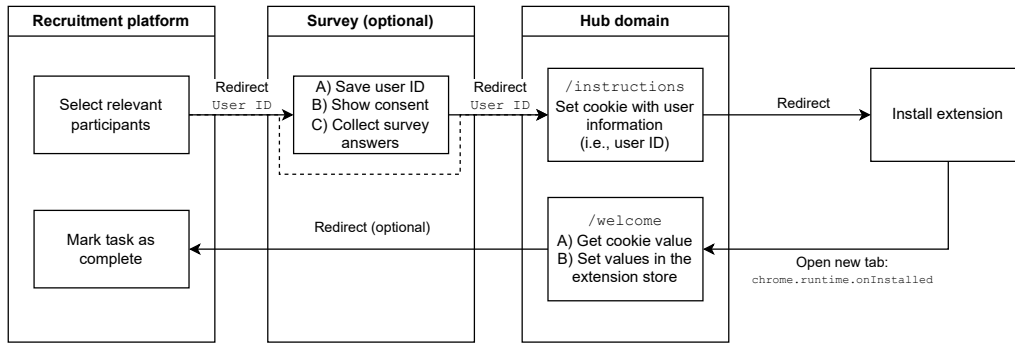 Recruitment platform
Survey (optional)
Hub domain
Select relevant
participants
Redirect
User ID
A) Save user ID
B) Show consent
C) Collect survey
answers
Redirect
User ID
/instructions
Set cookie with user
information
(i.e., user ID)
Redirect
Install extension
Mark task as
complete
Redirect (optional)
/welcome
A) Get cookie value
B) Set values in the
extension store
Open new tab:
chrome.runtime.onInstalled